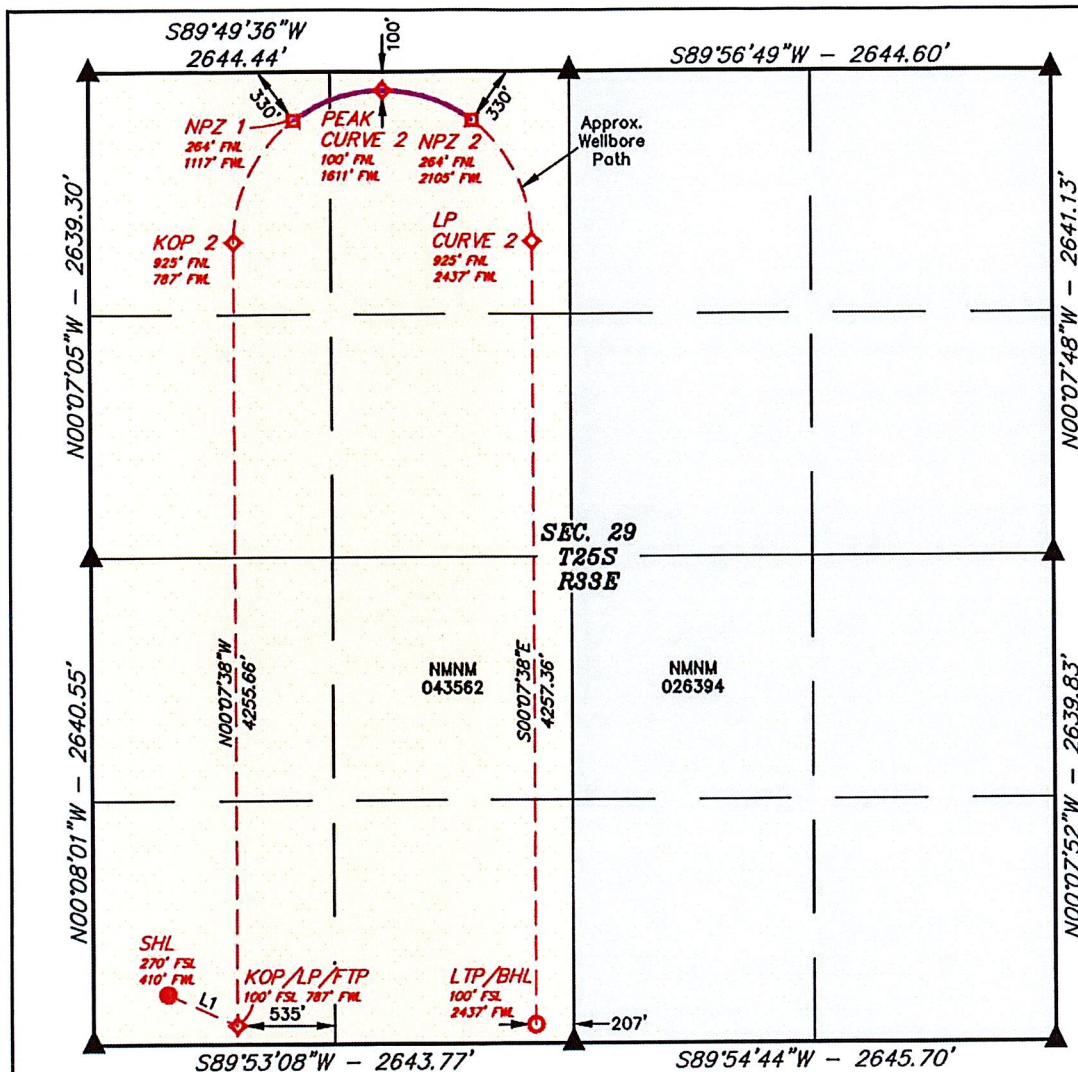 S89°49'36"W
2644.44'
100'
S89°56'49"W – 2644.60'
330'
330'
NPZ 1
264' FNL
1117' FWL
PEAK
CURVE 2
100' FNL
1611' FWL
NPZ 2
264' FNL
2105' FWL
Approx.
Wellbore
Path
N00°07'05"W – 2639.30'
KOP 2
925' FNL
787' FWL
LP
CURVE 2
925' FNL
2437' FWL
N00°07'48"W – 2641.13'
SEC. 29
T25S
R33E
N00°07'38"W
4255.66'
NMNM
043562
S00°07'38"E
4257.36'
NMNM
026394
N00°08'01"W – 2640.55'
N00°07'52"W – 2639.83'
SHL
270' FSL
410' FWL
L1
KOP/LP/FTP
100' FSL 787' FWL
535'
LTP/BHL
100' FSL
2437' FWL
207'
S89°53'08"W – 2643.77'
S89°54'44"W – 2645.70'